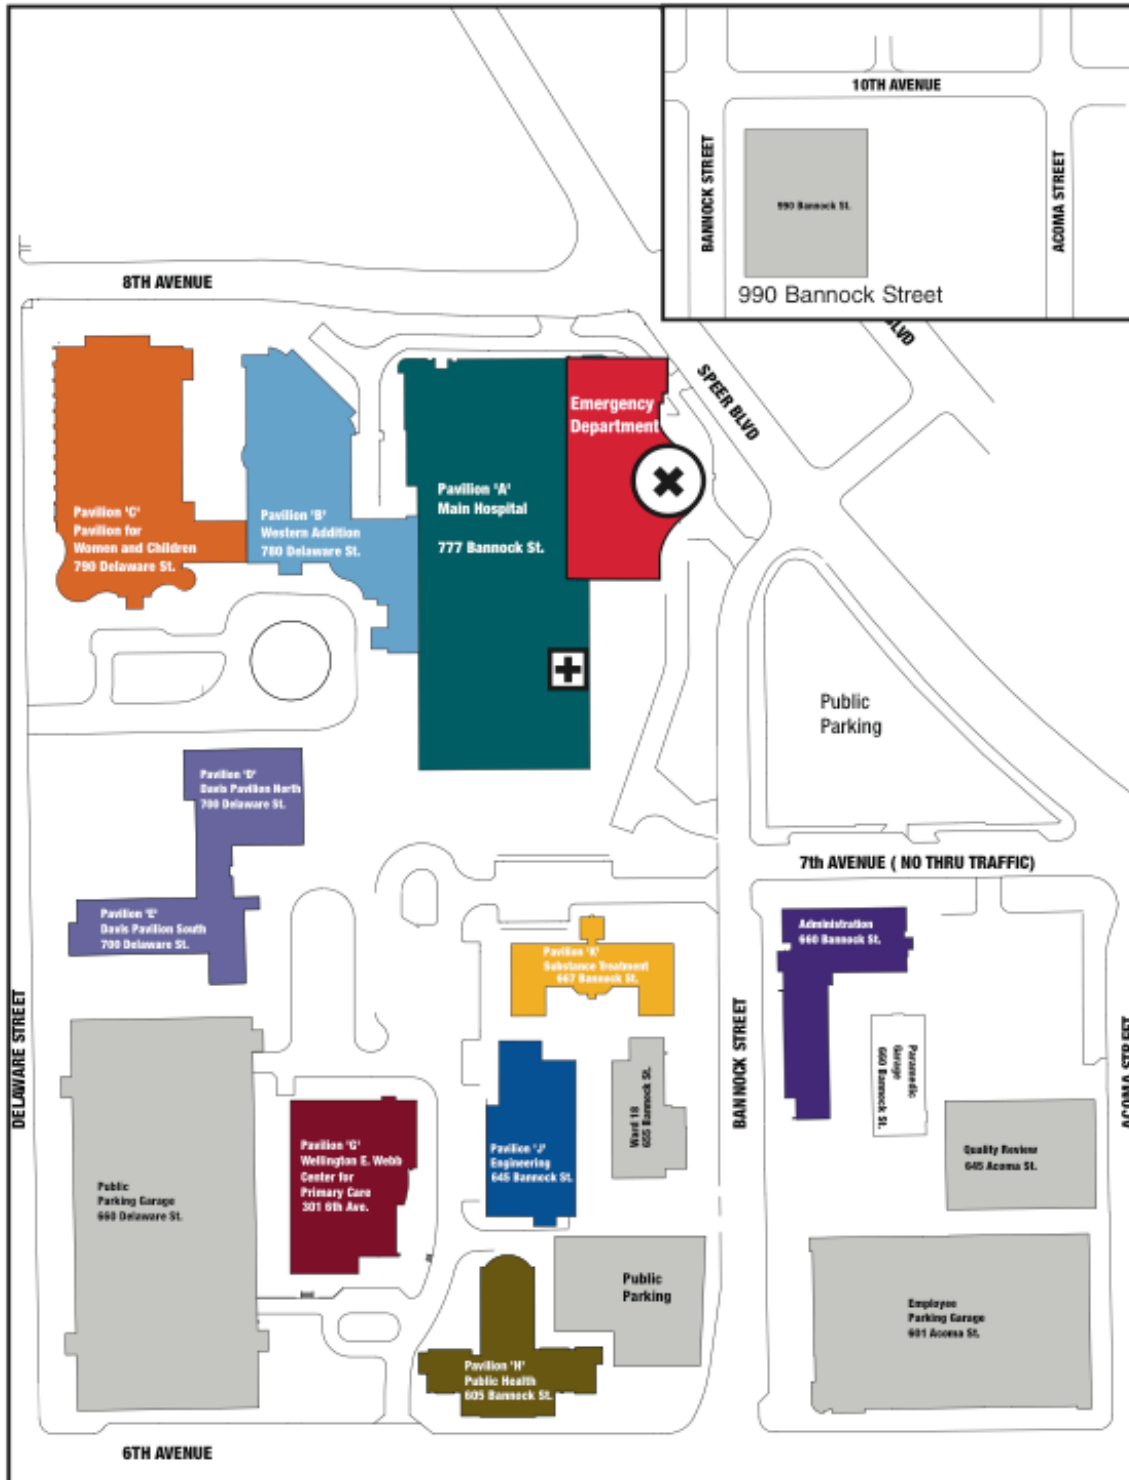 10TH AVENUE
BANNOCK STREET
ACOMA STREET
990 Bannock St.
990 Bannock Street
8TH AVENUE
BLVD
SPEER BLVD
Emergency
Department
Pavilion 'A'
Main Hospital
777 Bannock St.
Pavilion 'C'
Pavilion for
Women and Children
790 Delaware St.
Pavilion 'B'
Western Addition
780 Delaware St.
Public
Parking
Pavilion 'D'
Davis Pavilion North
700 Delaware St.
7th AVENUE ( NO THRU TRAFFIC)
Pavilion 'E'
Davis Pavilion South
700 Delaware St.
Administration
660 Bannock St.
Pavilion 'K'
Substance Treatment
667 Bannock St.
DELAWARE STREET
BANNOCK STREET
ACOMA STREET
Paramedic
Garage
660 Bannock St.
Ward 18
655 Bannock St.
Pavilion 'G'
Wellington E. Webb
Center for
Primary Care
301 6th Ave.
Pavilion 'J'
Engineering
645 Bannock St.
Quality Review
645 Acoma St.
Public
Parking Garage
660 Delaware St.
Public
Parking
Employee
Parking Garage
601 Acoma St.
Pavilion 'H'
Public Health
605 Bannock St.
6TH AVENUE